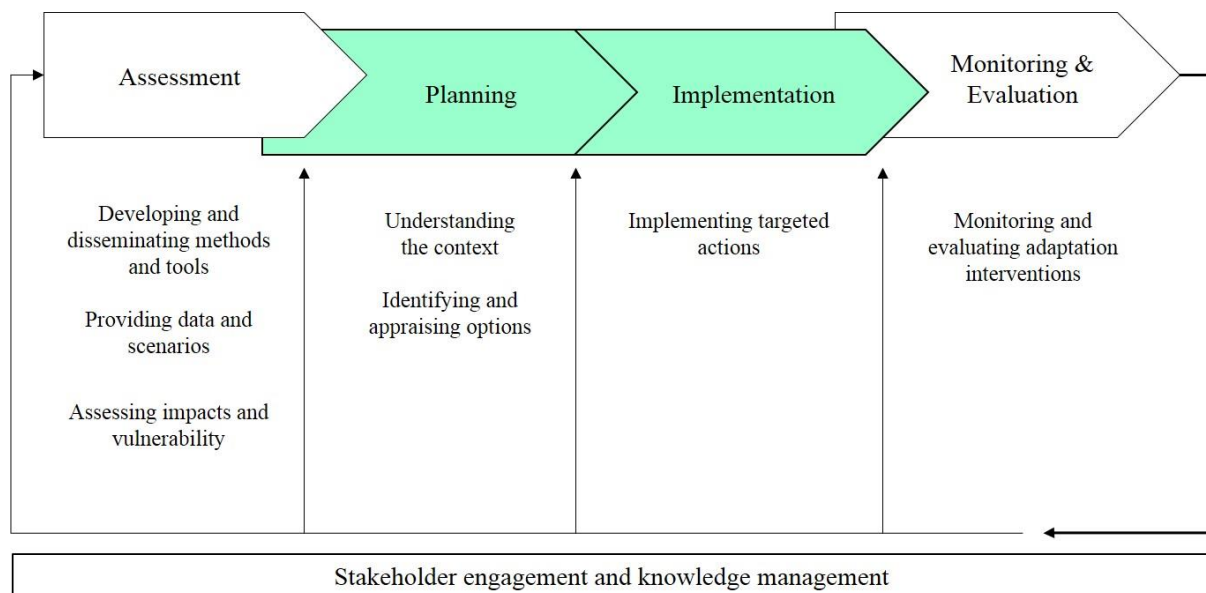 Assessment
Planning
Implementation
Monitoring &
Evaluation
Developing and
disseminating methods
and tools
Providing data and
scenarios
Assessing impacts and
vulnerability
Understanding
the context
Identifying and
appraising options
Implementing targeted
actions
Monitoring and
evaluating adaptation
interventions
Stakeholder engagement and knowledge management